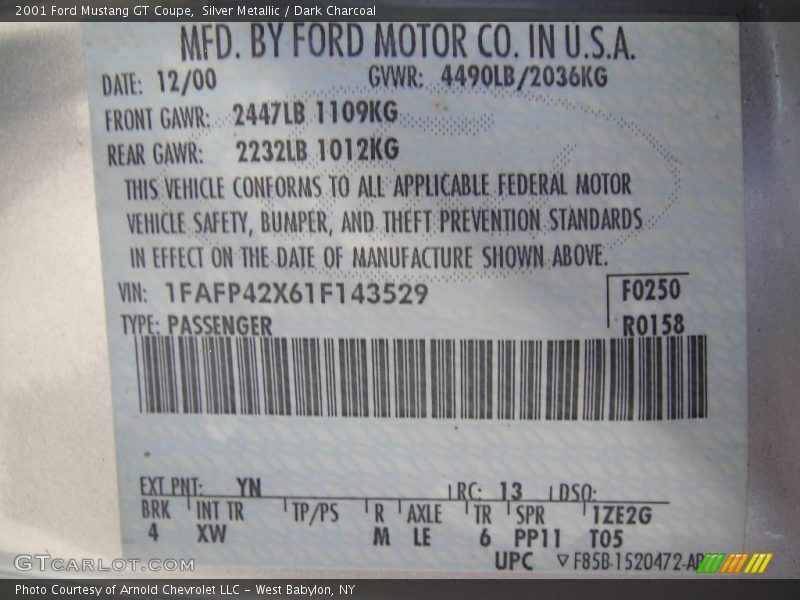 2001 Ford Mustang GT Coupe, Silver Metallic / Dark Charcoal
MFD. BY FORD MOTOR CO. IN U.S.A.
DATE: 12/00 GVWR: 4490LB/2036KG
FRONT GAWR: 2447LB 1109KG
REAR GAWR: 2232LB 1012KG
THIS VEHICLE CONFORMS TO ALL APPLICABLE FEDERAL MOTOR
VEHICLE SAFETY, BUMPER, AND THEFT PREVENTION STANDARDS
IN EFFECT ON THE DATE OF MANUFACTURE SHOWN ABOVE.
VIN: 1FAFP42X61F143529 F0250
TYPE: PASSENGER R0158
EXT PNT: YN RC: 13 DSO:
BRK INT TR TP/PS R AXLE TR SPR 1ZE2G
4 XW M LE 6 PP11 T05
UPC ▽F85B-1520472-AP
GTCARLOT.COM
Photo Courtesy of Arnold Chevrolet LLC – West Babylon, NY